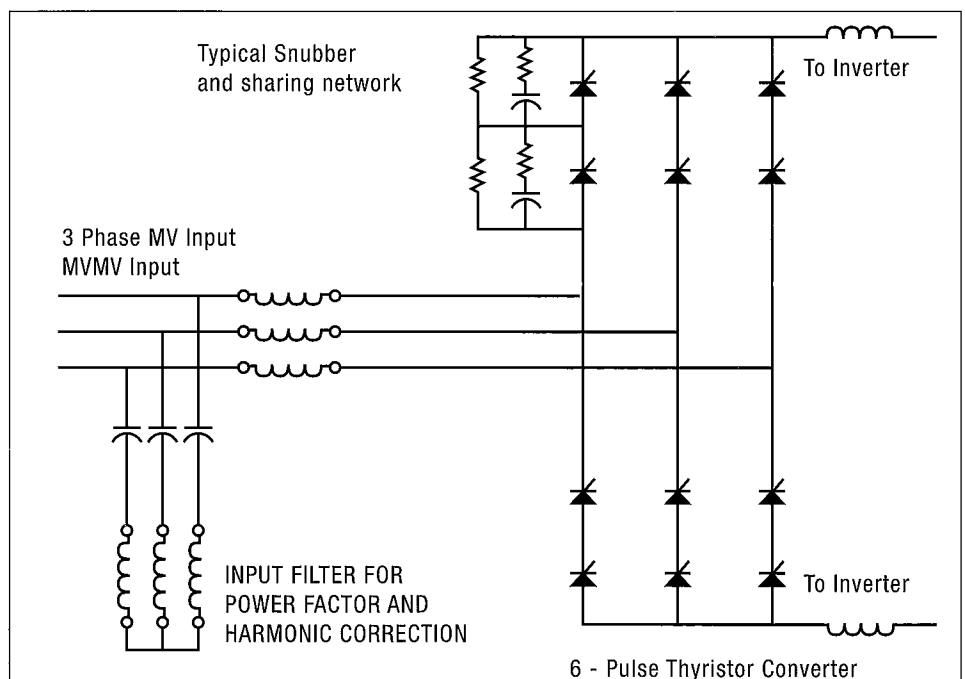 Typical Snubber
and sharing network
To Inverter
3 Phase MV Input
MVMV Input
INPUT FILTER FOR
POWER FACTOR AND
HARMONIC CORRECTION
To Inverter
6 - Pulse Thyristor Converter